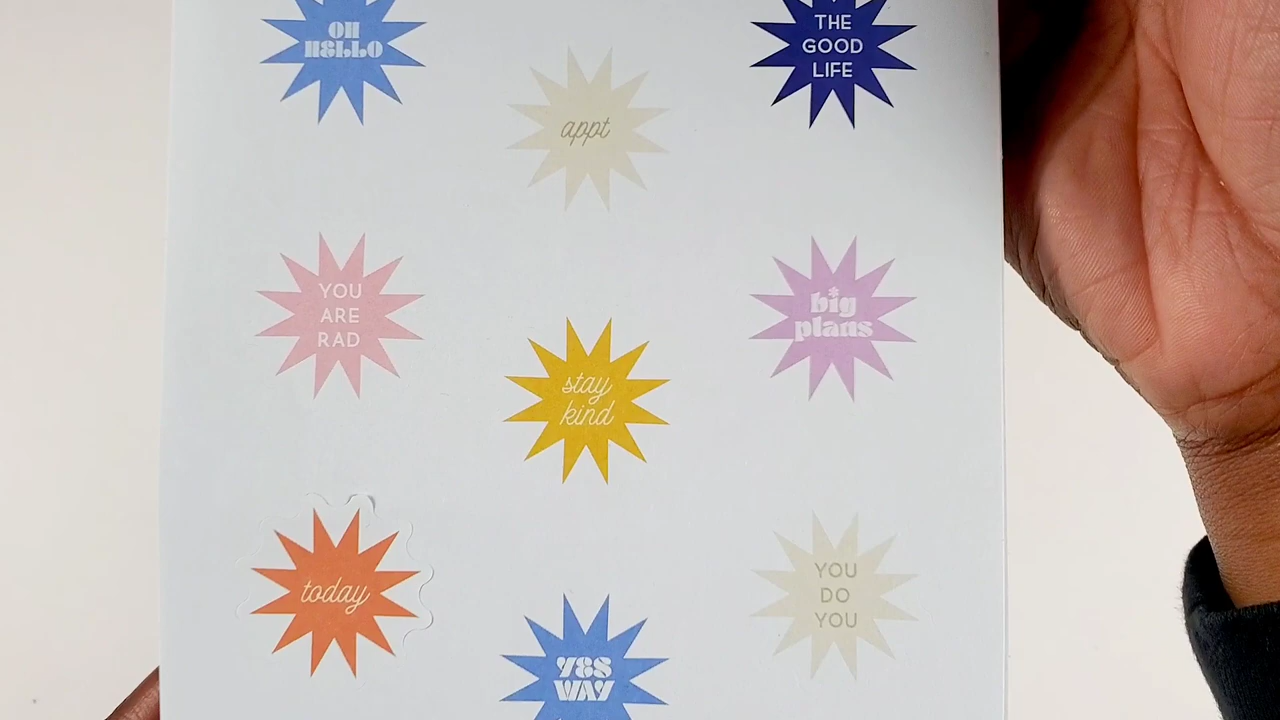 OH
HELLO
THE
GOOD
LIFE
appt
YOU
ARE
RAD
big
plans
stay
kind
today
YOU
DO
YOU
YES
WAY